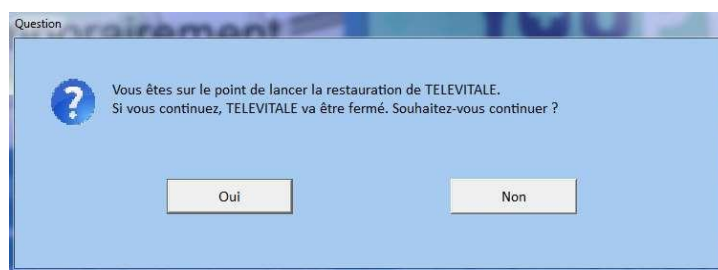 Question
Vous êtes sur le point de lancer la restauration de TELEVITALE.
Si vous continuez, TELEVITALE va être fermé. Souhaitez-vous continuer ?
Oui
Non